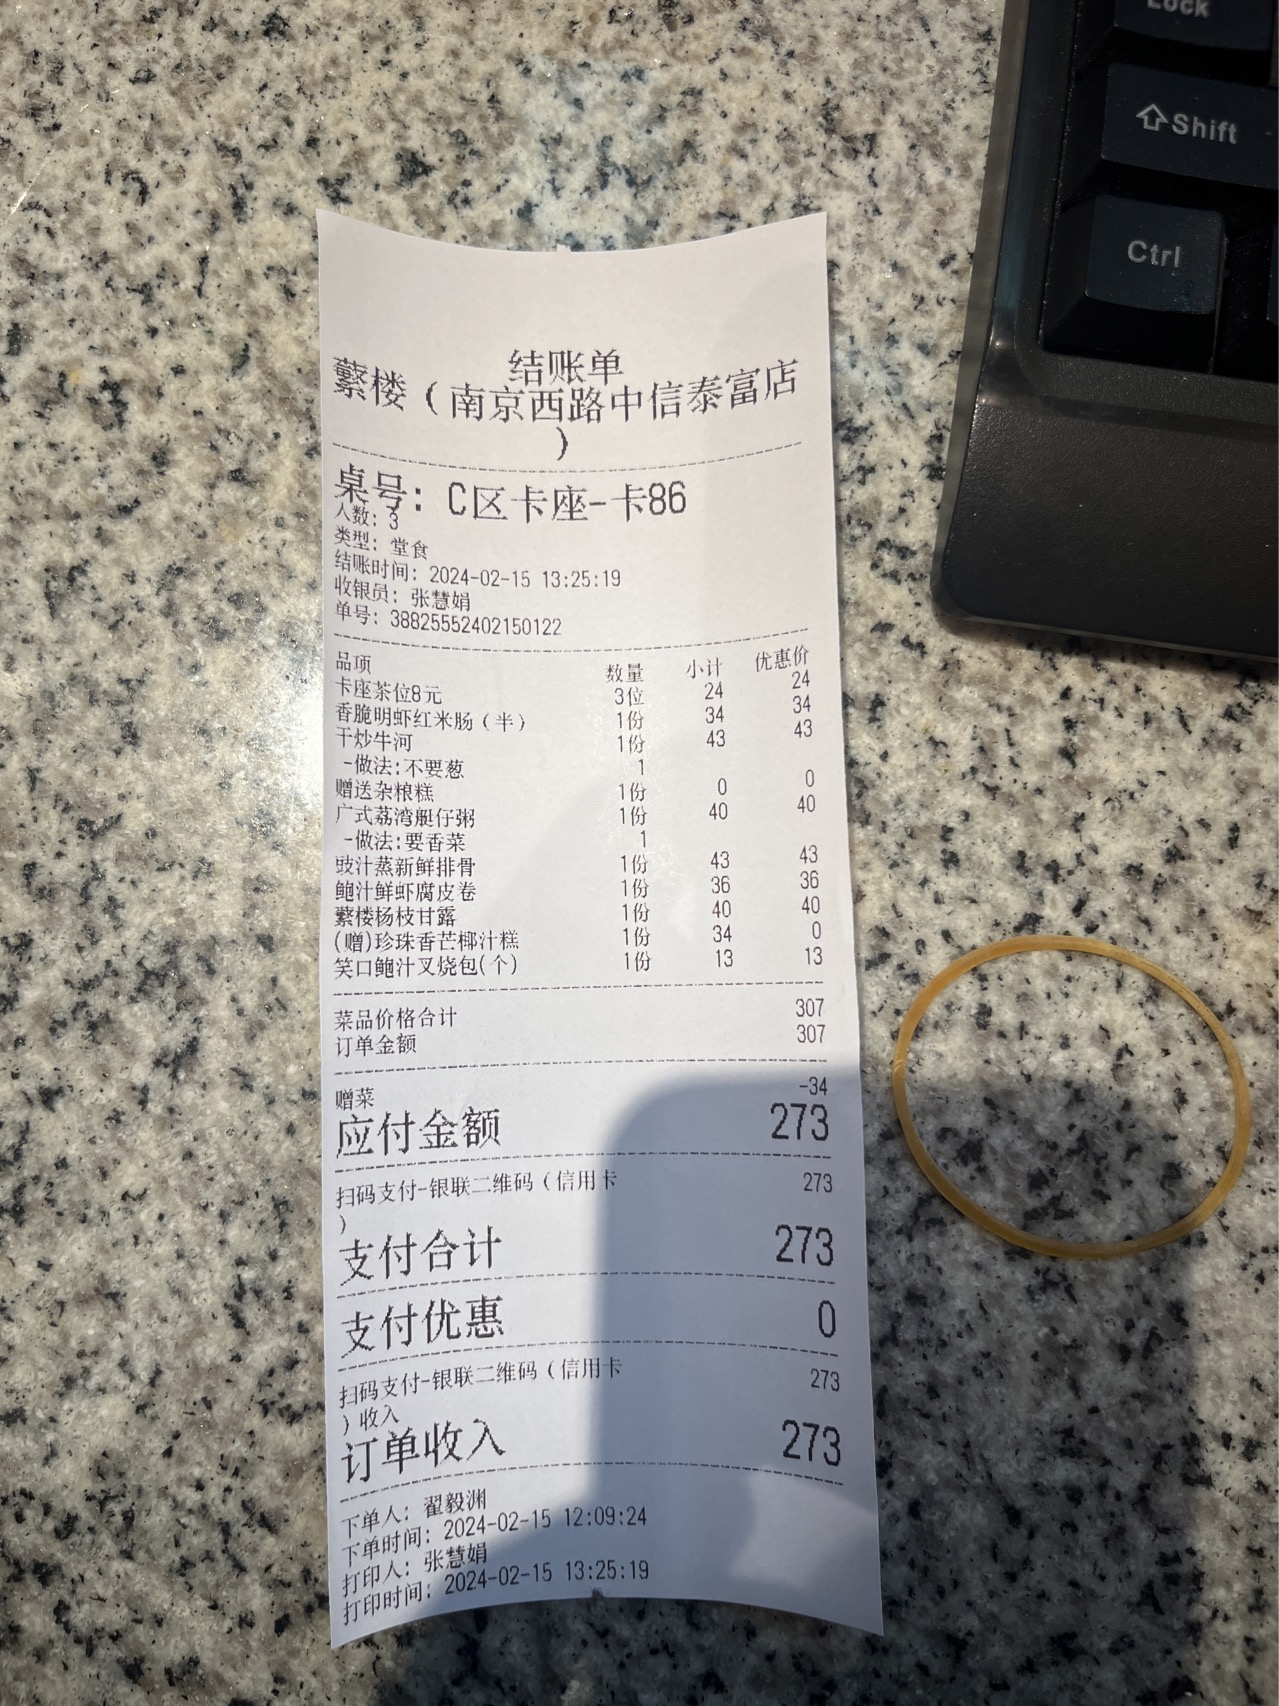 Lock
Shift
Ctrl
结账单
蘩楼（南京西路中信泰富店
）
桌号: C区卡座-卡86
人数: 3
类型: 堂食
结账时间: 2024-02-15 13:25:19
收银员: 张慧娟
单号: 38825552402150122
品项 数量 小计 优惠价
卡座茶位8元 3位 24 24
香脆明虾红米肠（半） 1份 34 34
干炒牛河 1份 43 43
-做法:不要葱 1
赠送杂粮糕 1份 0 0
广式荔湾艇仔粥 1份 40 40
-做法:要香菜 1
豉汁蒸新鲜排骨 1份 43 43
鲍汁鲜虾腐皮卷 1份 36 36
蘩楼杨枝甘露 1份 40 40
(赠)珍珠香芒椰汁糕 1份 34 0
笑口鲍汁叉烧包(个) 1份 13 13
菜品价格合计 307
订单金额 307
赠菜 -34
应付金额 273
扫码支付-银联二维码（信用卡 273
）
支付合计 273
支付优惠 0
扫码支付-银联二维码（信用卡 273
）收入
订单收入 273
下单人: 翟毅渊
下单时间: 2024-02-15 12:09:24
打印人: 张慧娟
打印时间: 2024-02-15 13:25:19